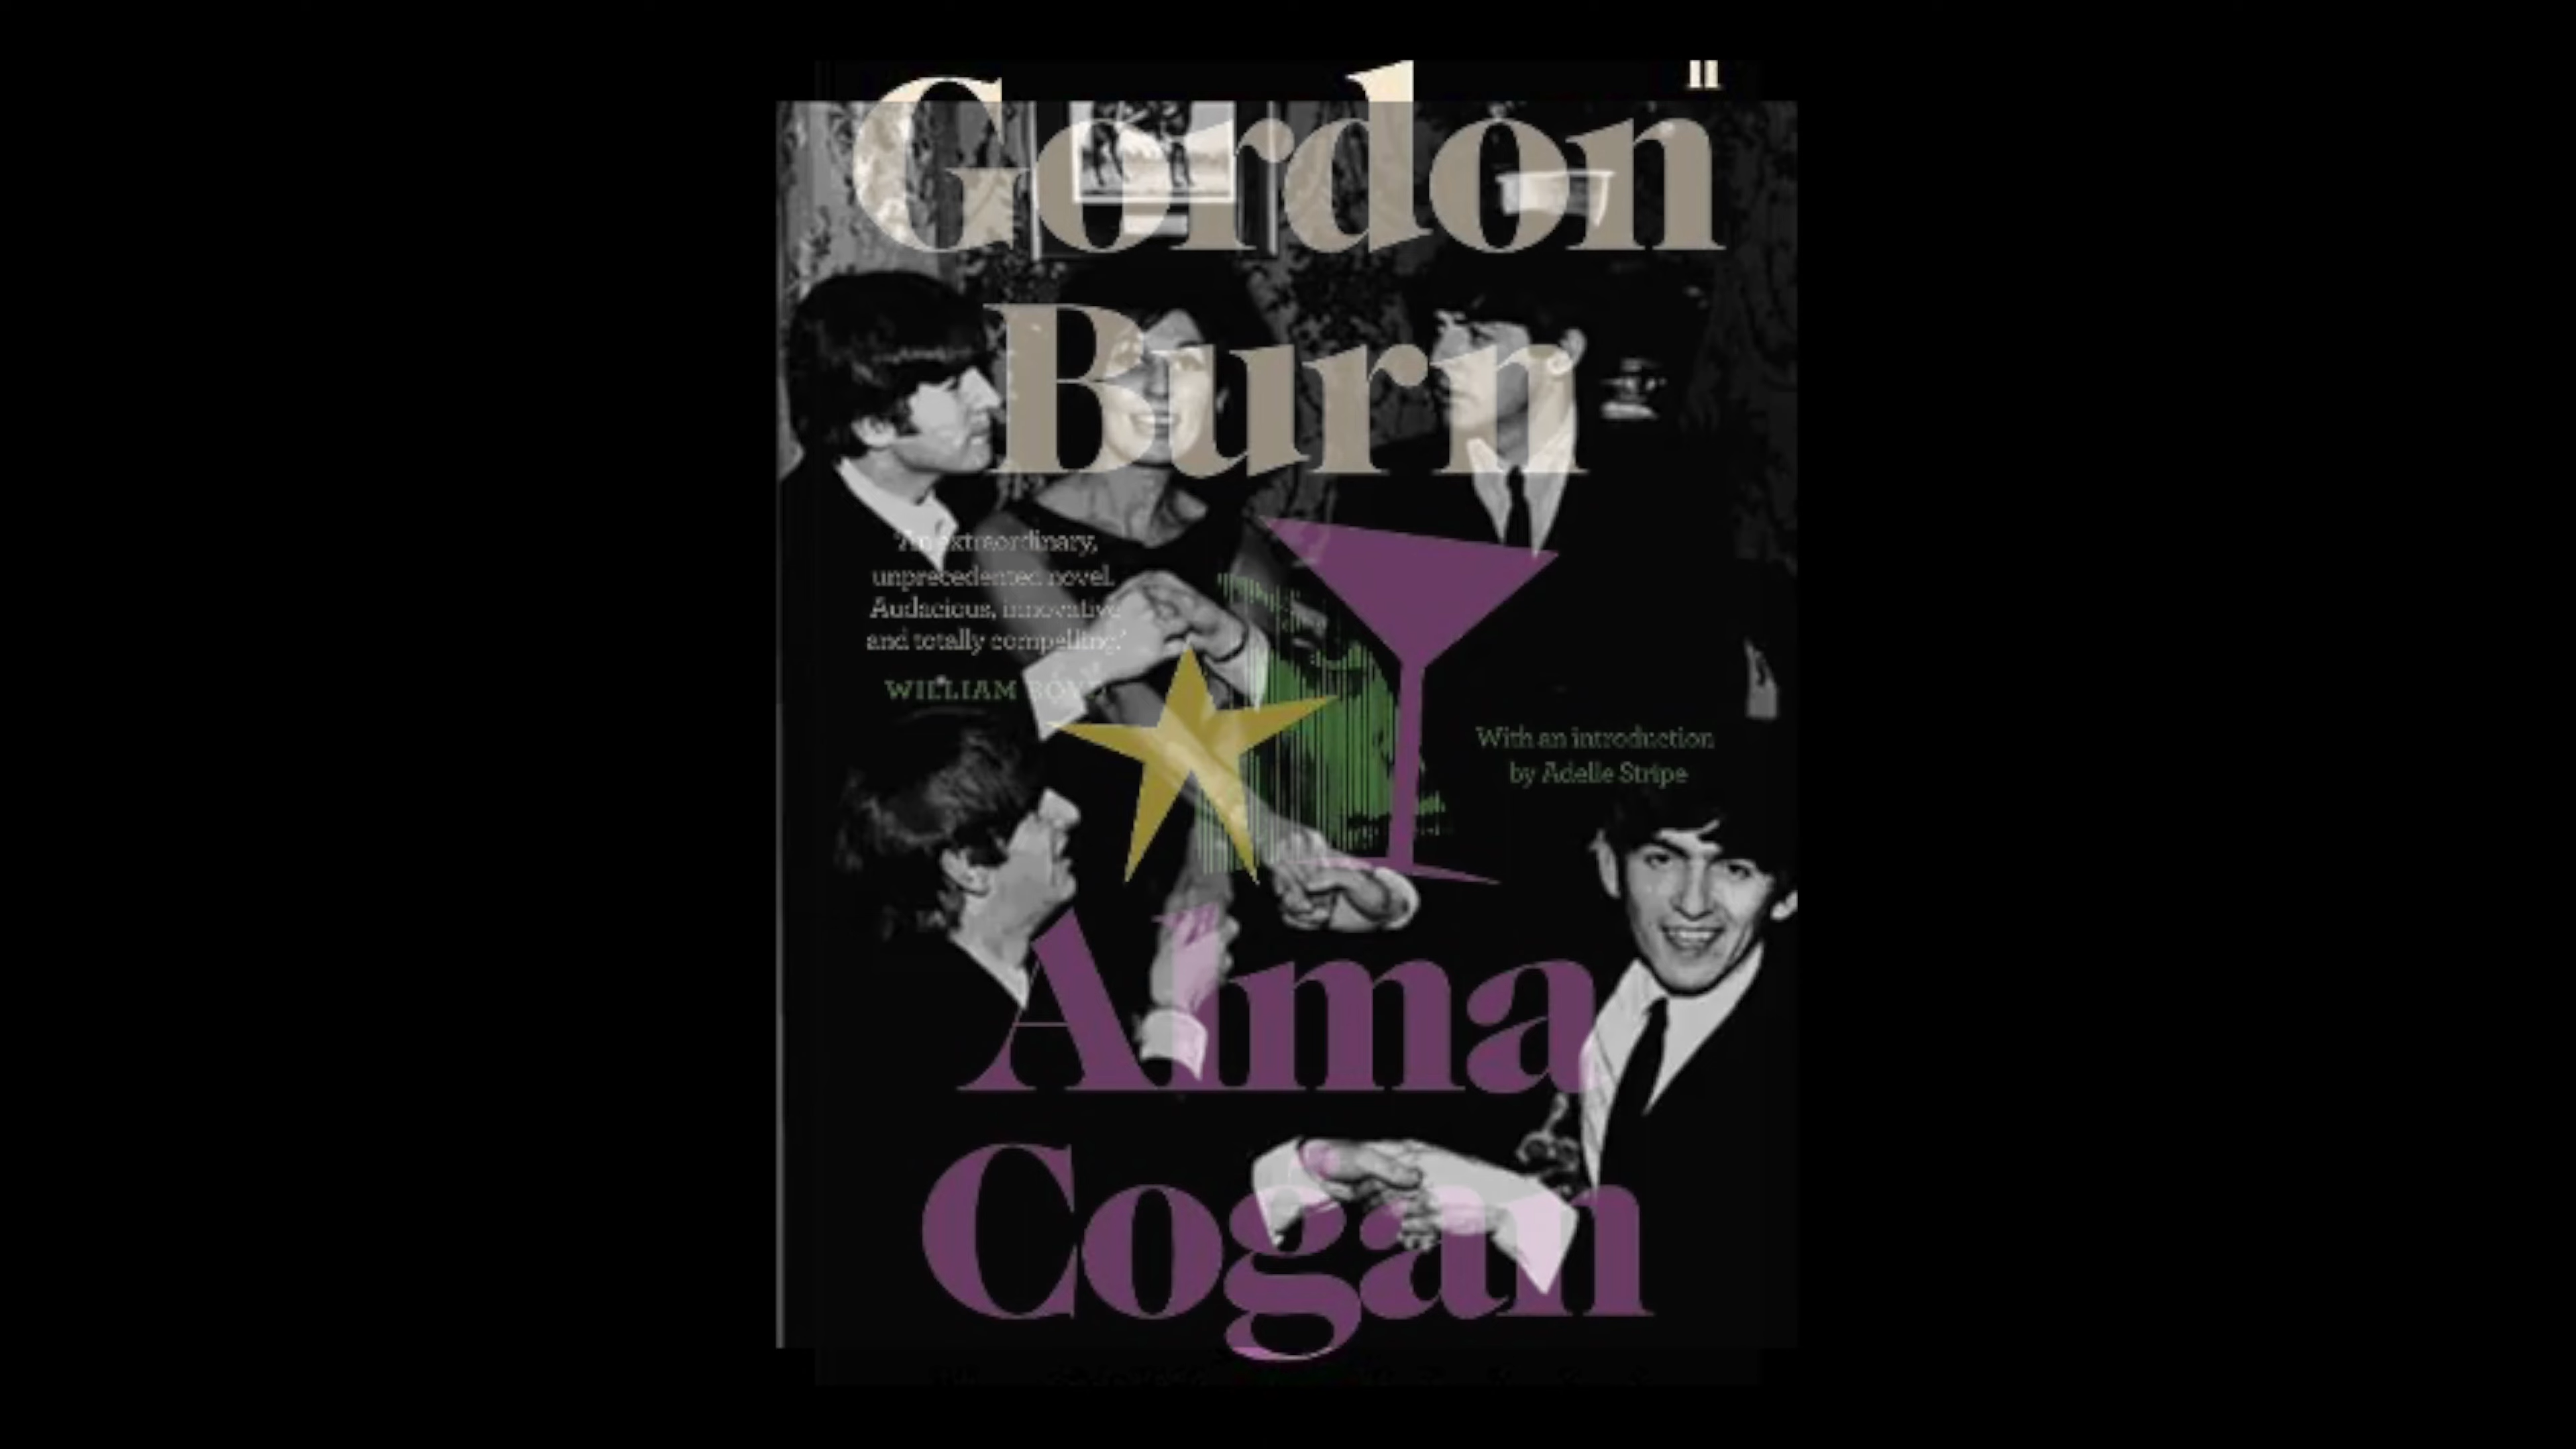 Gordon
Burn
'An extraordinary,
unprecedented novel.
Audacious, innovative
and totally compelling.'
WILLIAM BOYD
With an introduction
by Adelle Stripe
Alma
Cogan